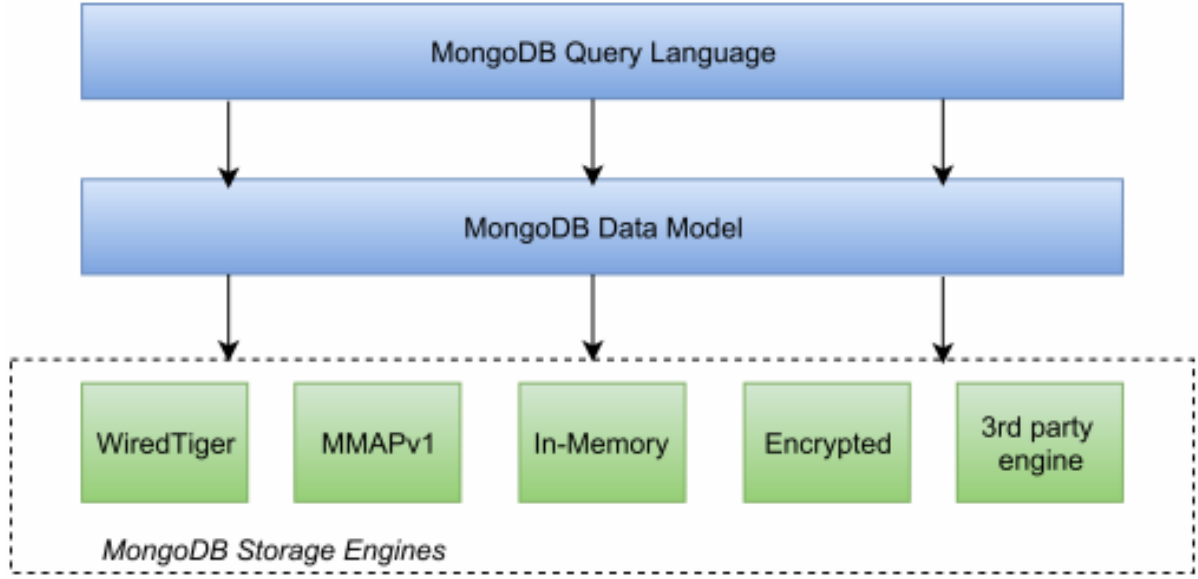 MongoDB Query Language
MongoDB Data Model
WiredTiger
MMAPv1
In-Memory
Encrypted
3rd party
engine
MongoDB Storage Engines